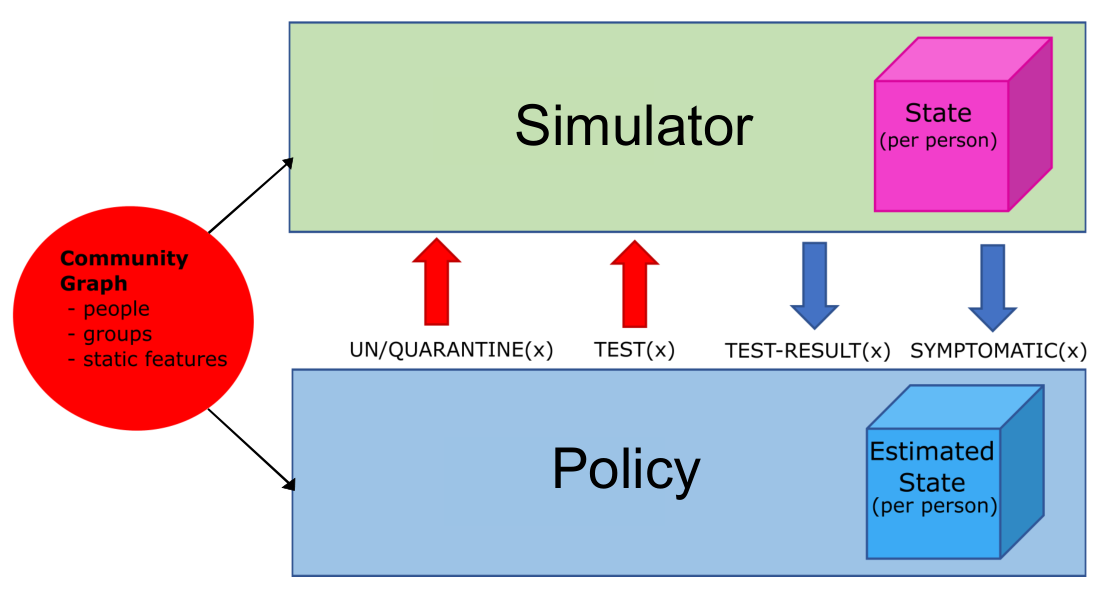 Simulator
State
(per person)
Community
Graph
- people
- groups
- static features
UN/QUARANTINE(x)
TEST(x)
TEST-RESULT(x)
SYMPTOMATIC(x)
Policy
Estimated
State
(per person)